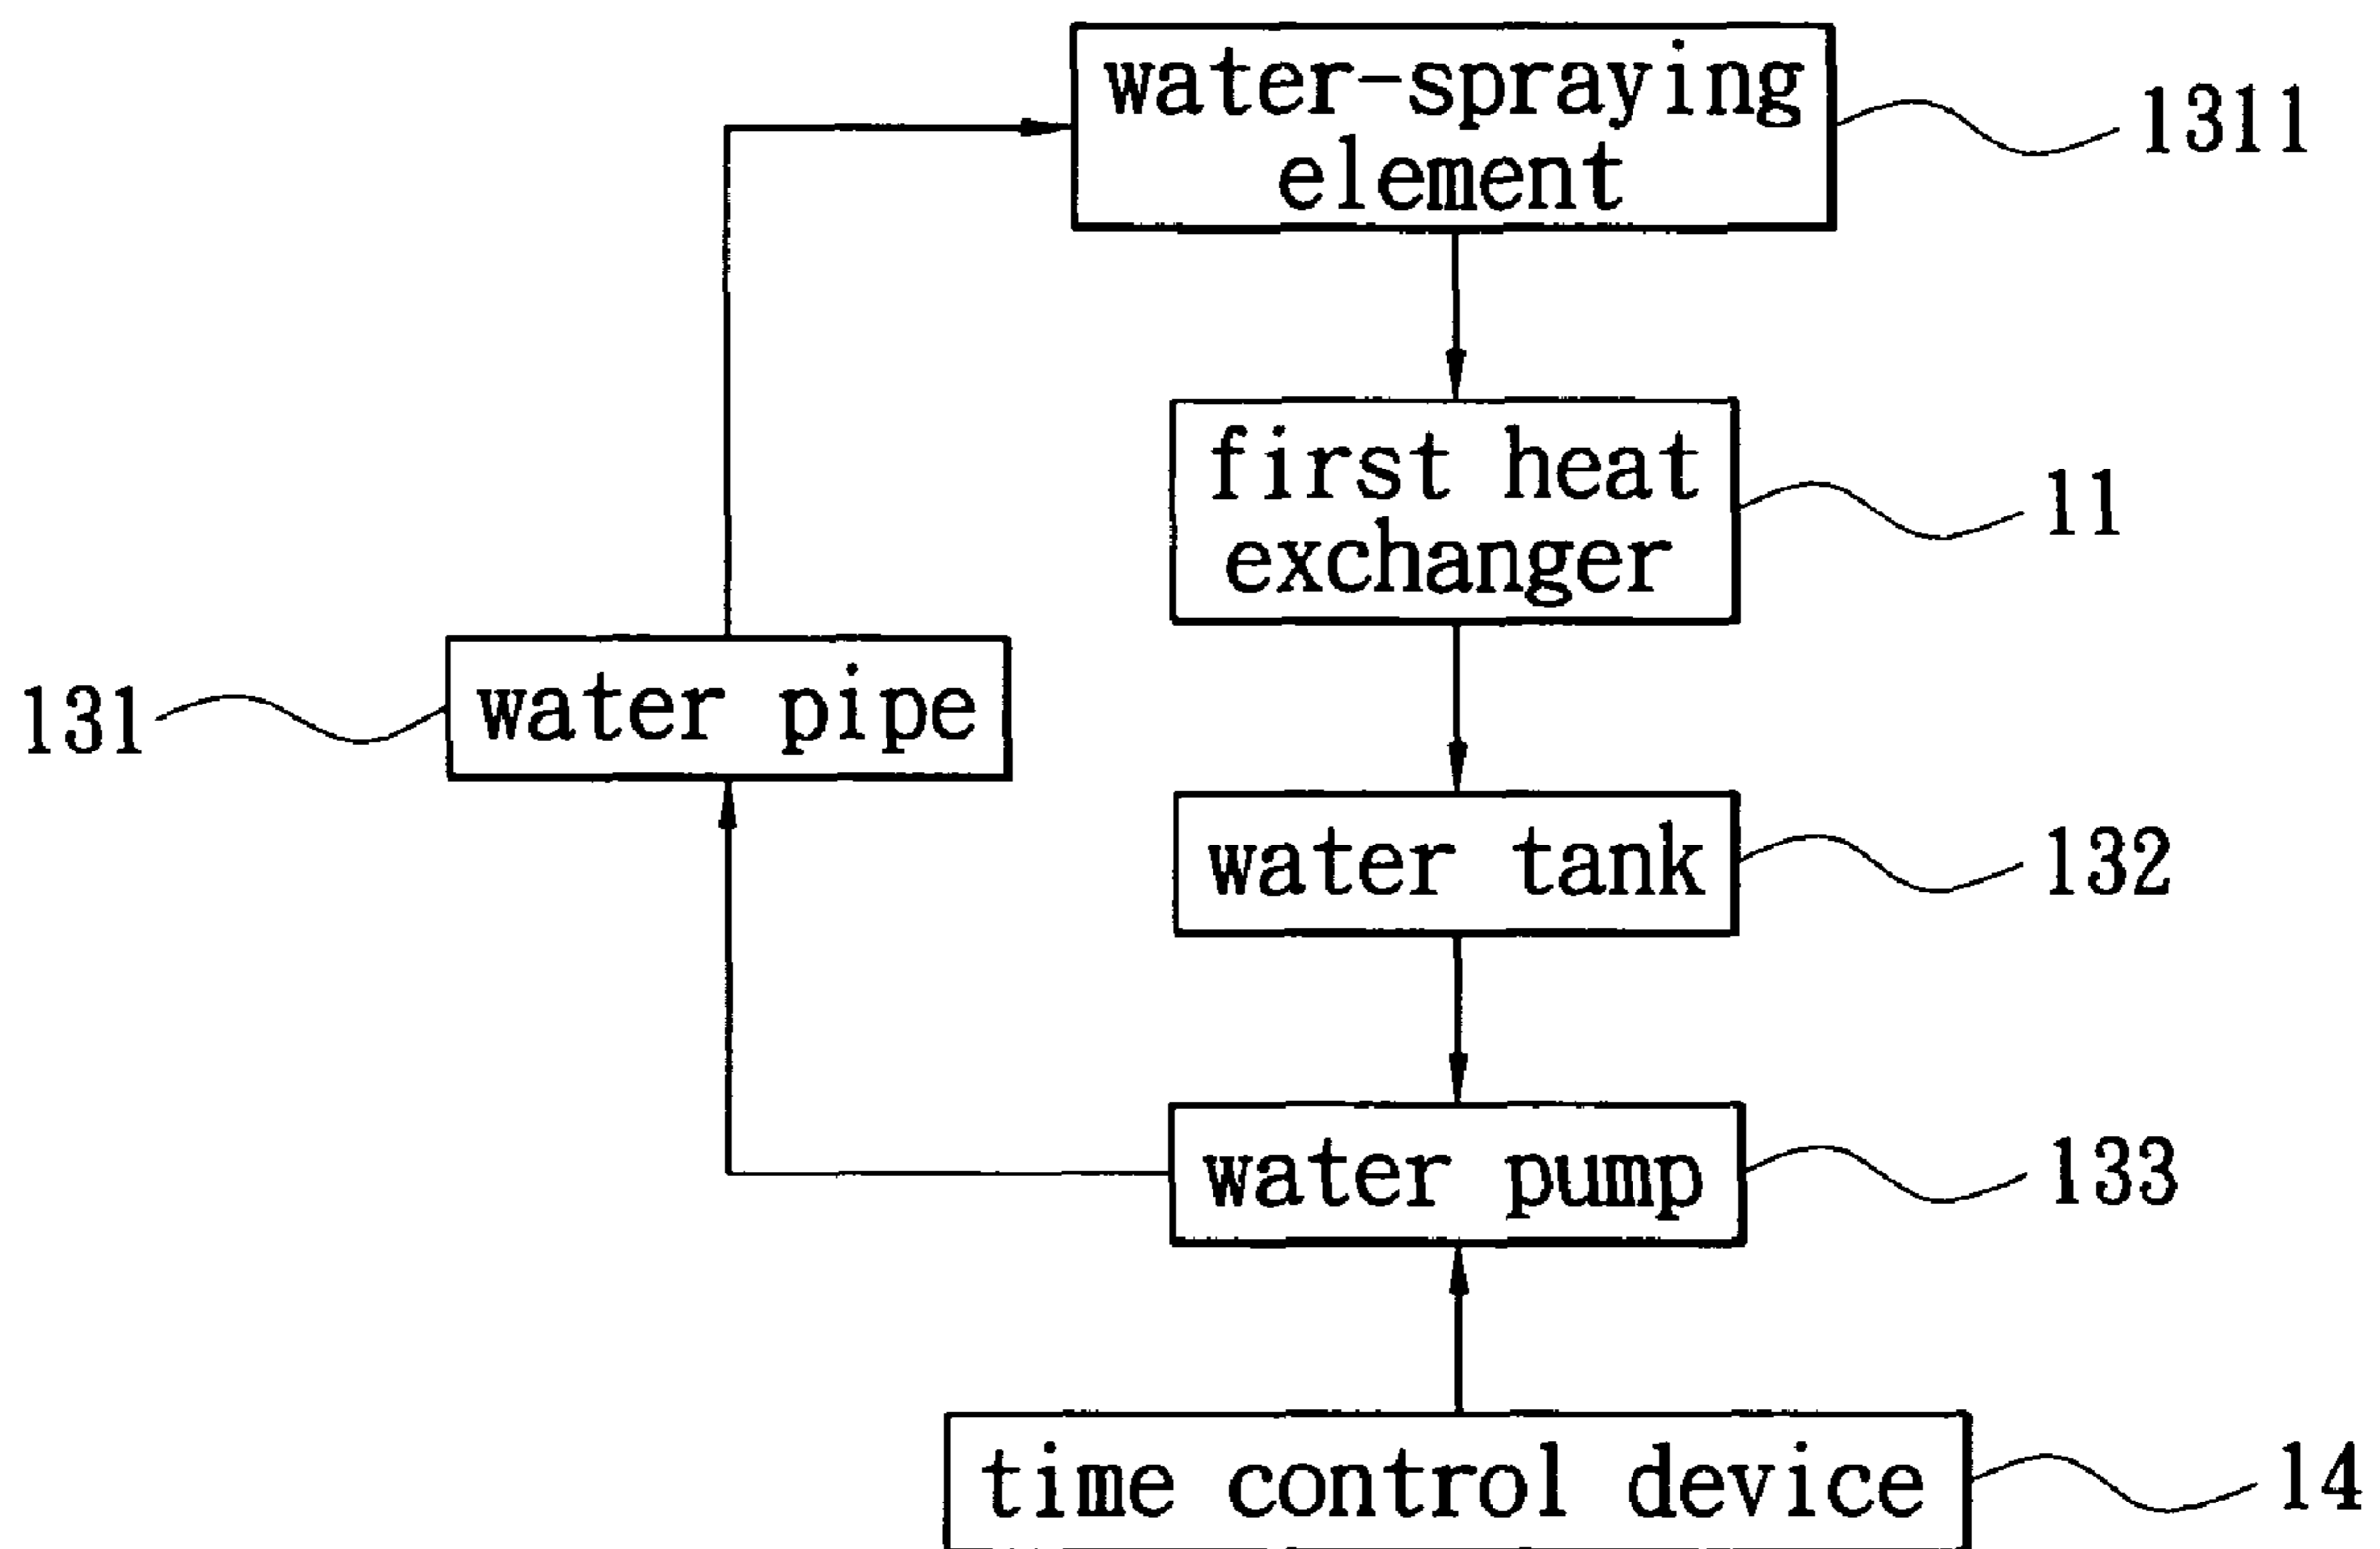 water-spraying
element
1311
first heat
exchanger
11
131
water pipe
water tank
132
water pump
133
time control device
14